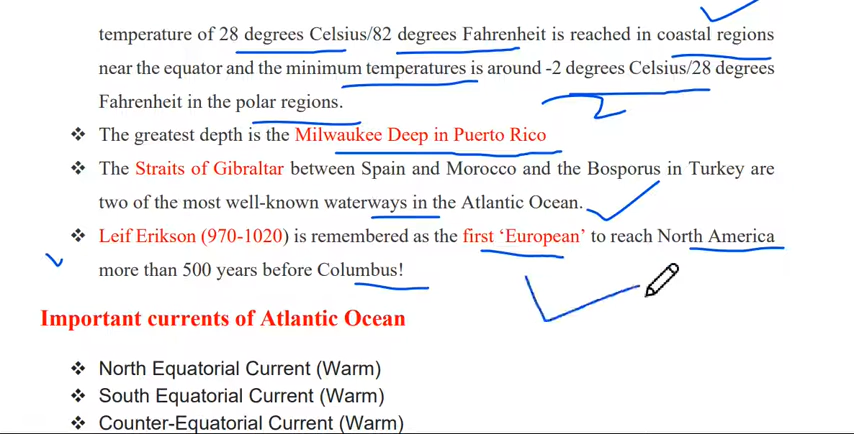 temperature of 28 degrees Celsius/82 degrees Fahrenheit is reached in coastal regions
near the equator and the minimum temperatures is around -2 degrees Celsius/28 degrees
Fahrenheit in the polar regions.
❖ The greatest depth is the Milwaukee Deep in Puerto Rico
❖ The Straits of Gibraltar between Spain and Morocco and the Bosporus in Turkey are
two of the most well-known waterways in the Atlantic Ocean.
❖ Leif Erikson (970-1020) is remembered as the first ‘European’ to reach North America
more than 500 years before Columbus!
Important currents of Atlantic Ocean
❖ North Equatorial Current (Warm)
❖ South Equatorial Current (Warm)
❖ Counter-Equatorial Current (Warm)